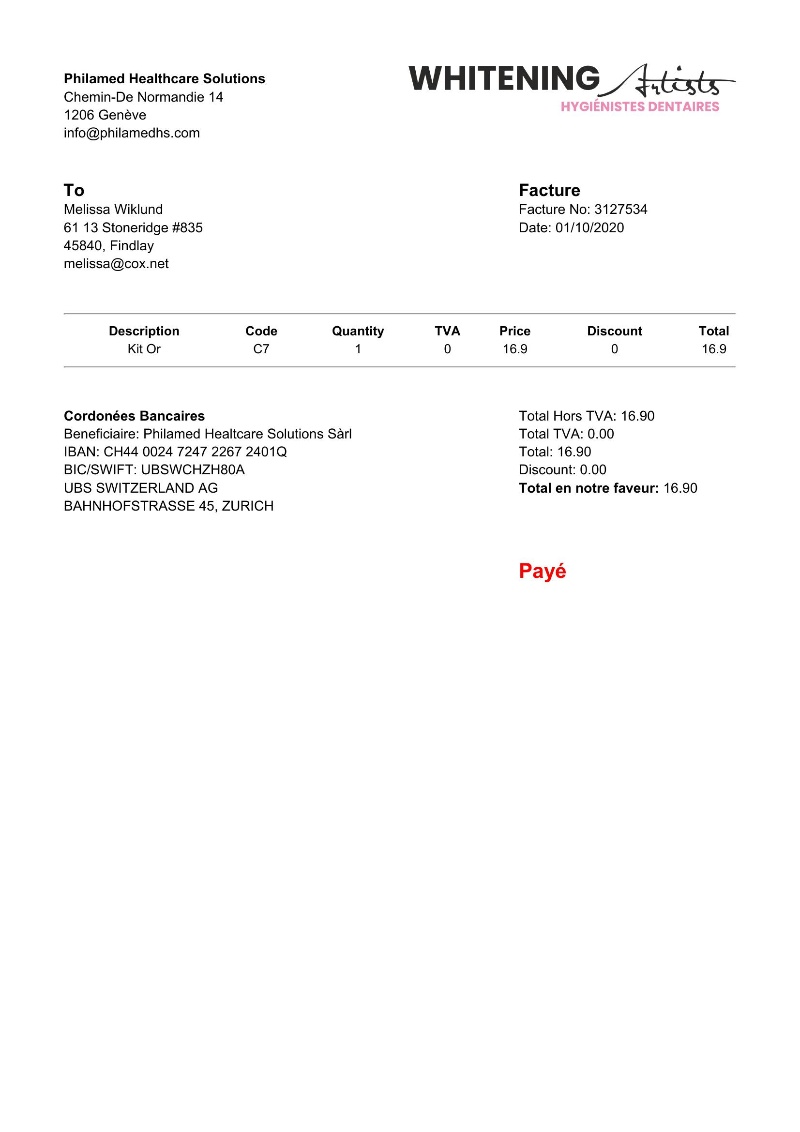 Philamed Healthcare Solutions
Chemin-De Normandie 14
1206 Genève
info@philamedhs.com
WHITENING Artists
HYGIÉNISTES DENTAIRES
To
Melissa Wiklund
61 13 Stoneridge #835
45840, Findlay
melissa@cox.net
Facture
Facture No: 3127534
Date: 01/10/2020
Description Code Quantity TVA Price Discount Total
Kit Or C7 1 0 16.9 0 16.9
Cordonées Bancaires
Beneficiaire: Philamed Healtcare Solutions Sàrl
IBAN: CH44 0024 7247 2267 2401Q
BIC/SWIFT: UBSWCHZH80A
UBS SWITZERLAND AG
BAHNHOFSTRASSE 45, ZURICH
Total Hors TVA: 16.90
Total TVA: 0.00
Total: 16.90
Discount: 0.00
Total en notre faveur: 16.90
Payé